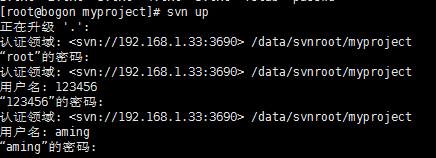 [root@bogon myproject]# svn up
正在升级 '.':
认证领域: <svn://192.168.1.33:3690> /data/svnroot/myproject
“root”的密码:
认证领域: <svn://192.168.1.33:3690> /data/svnroot/myproject
用户名: 123456
“123456”的密码:
认证领域: <svn://192.168.1.33:3690> /data/svnroot/myproject
用户名: aming
“aming”的密码: